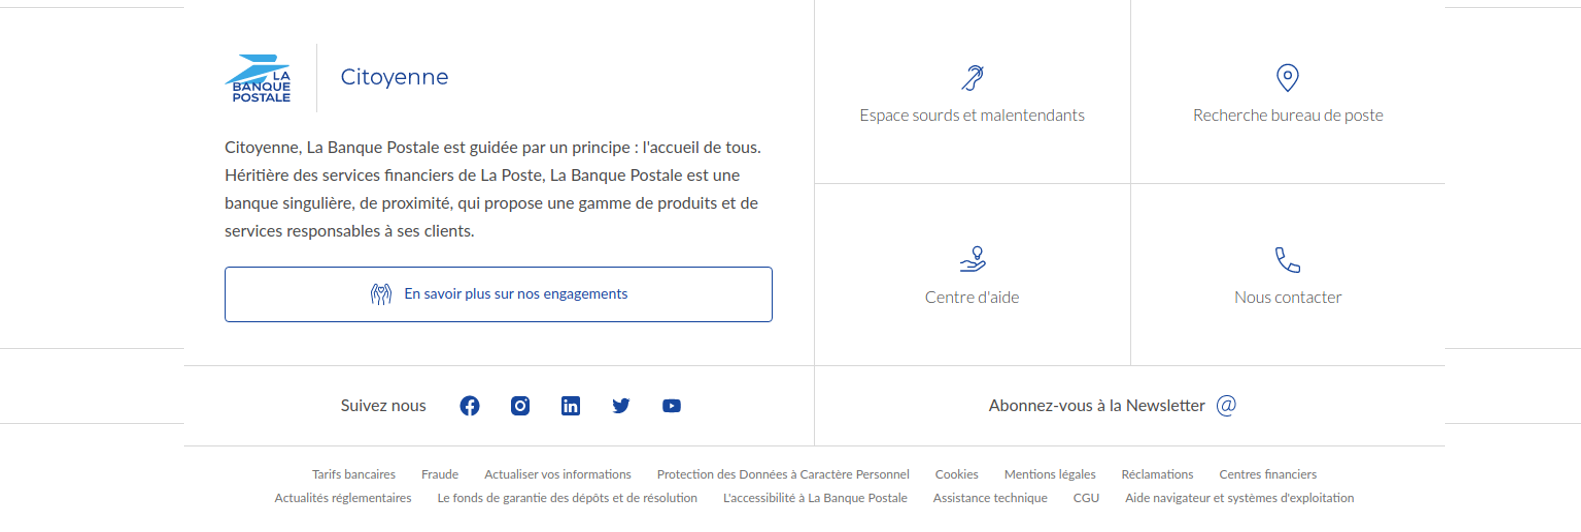 LA
BANQUE
POSTALE
Citoyenne
Citoyenne, La Banque Postale est guidée par un principe : l'accueil de tous.
Héritière des services financiers de La Poste, La Banque Postale est une
banque singulière, de proximité, qui propose une gamme de produits et de
services responsables à ses clients.
En savoir plus sur nos engagements
Espace sourds et malentendants
Recherche bureau de poste
Centre d'aide
Nous contacter
Suivez nous
Abonnez-vous à la Newsletter @
Tarifs bancaires Fraude Actualiser vos informations Protection des Données à Caractère Personnel Cookies Mentions légales Réclamations Centres financiers
Actualités réglementaires Le fonds de garantie des dépôts et de résolution L'accessibilité à La Banque Postale Assistance technique CGU Aide navigateur et systèmes d'exploitation